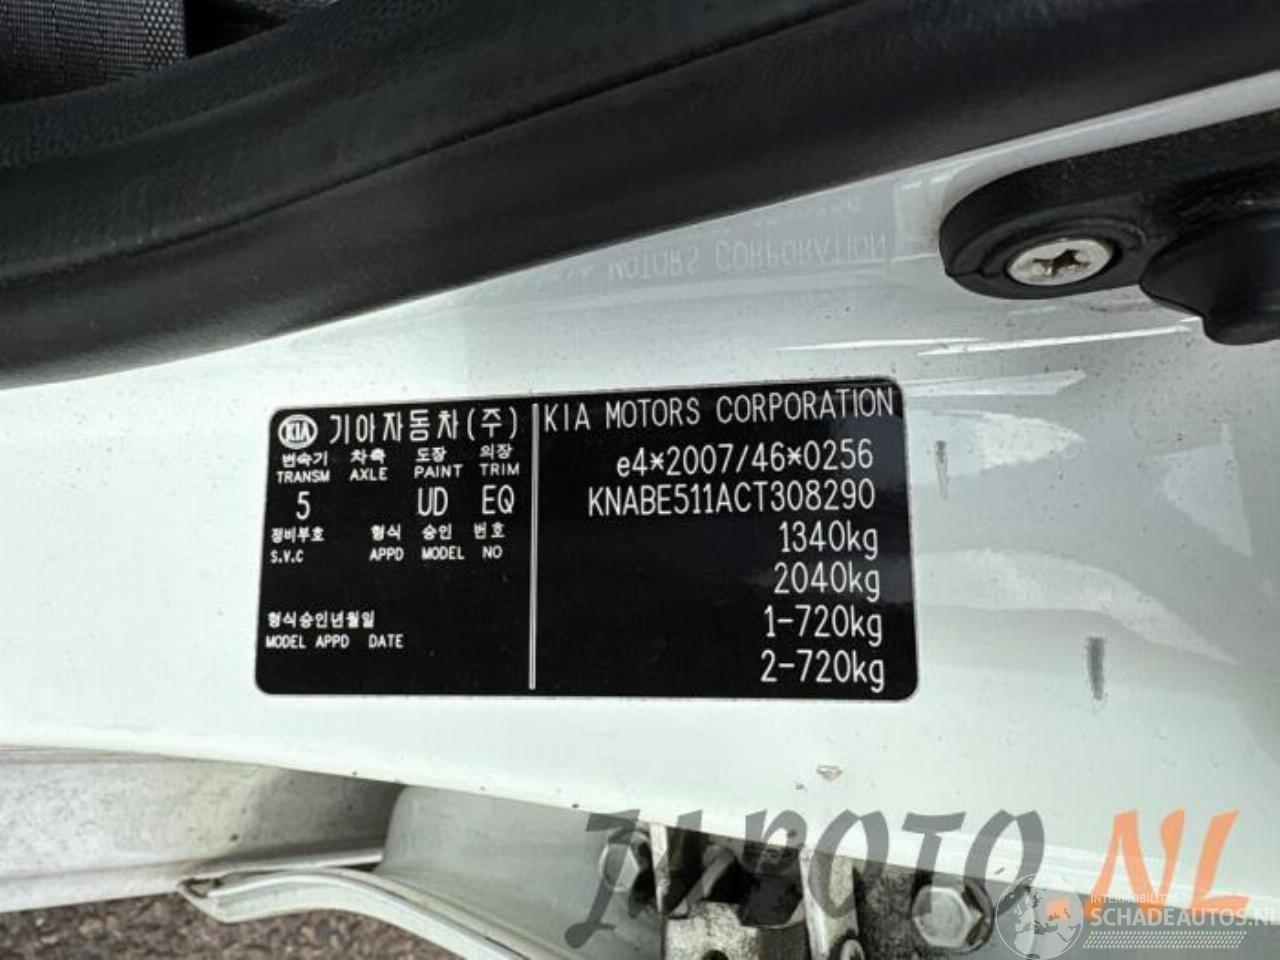 KIA MOTORS CORPORATION
KIA 기아자동차(주)
변속기 차축 도장 의장
TRANSM AXLE PAINT TRIM
5 UD EQ
정비부호 형식 승인 번호
S.V.C APPD MODEL NO
형식승인년월일
MODEL APPD DATE
KIA MOTORS CORPORATION
e4*2007/46*0256
KNABE511ACT308290
1340kg
2040kg
1-720kg
2-720kg
.NL
INTERMOBILITAS
SCHADEAUTOS.NL